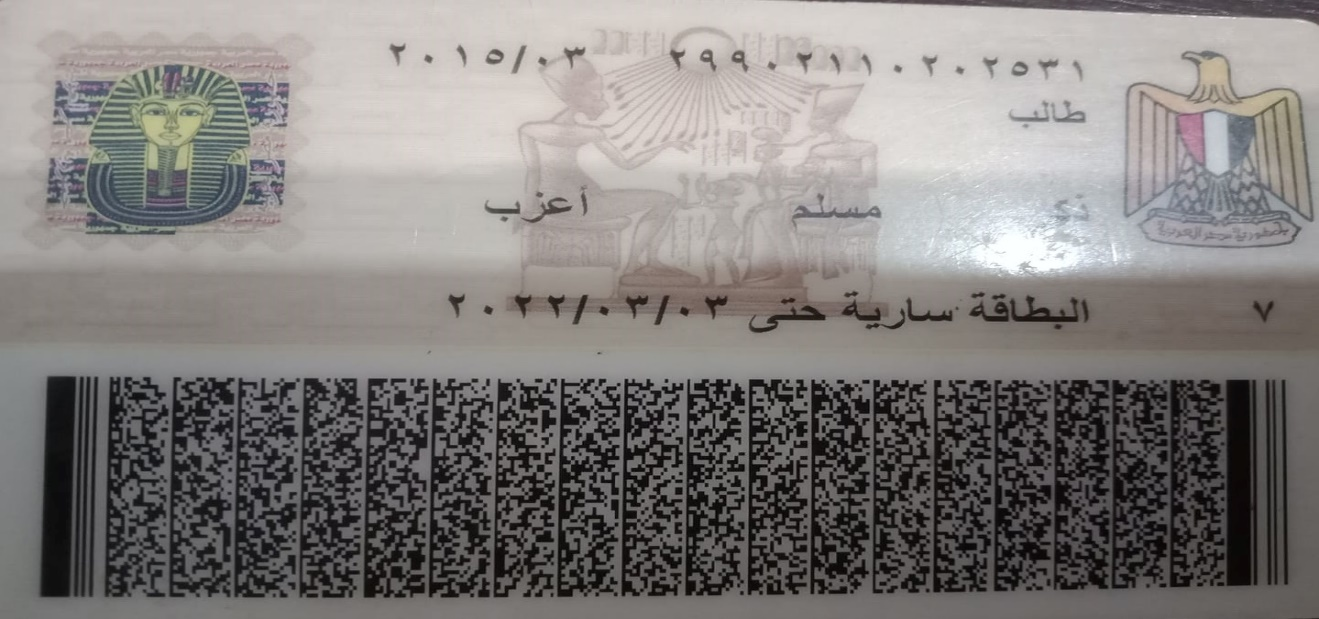 ٢٩٩٠٢١١٠٢٠٢٥٣١ ٢٠١٥/٠٣
طالب
مسلم أعزب
البطاقة سارية حتى ٢٠٢٢/٠٣/٠٣
٧